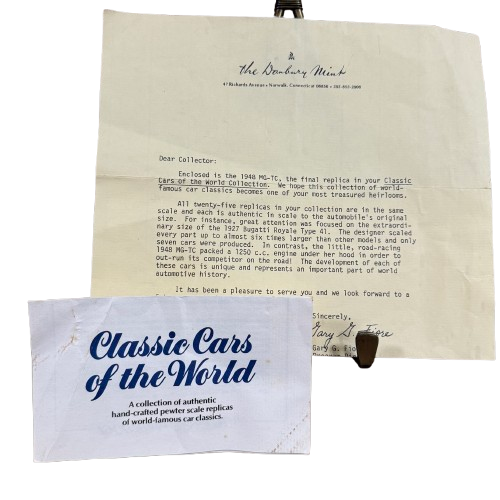 the Danbury Mint
47 Richards Avenue • Norwalk, Connecticut 06856 • 203-853-2000
Dear Collector:
Enclosed is the 1948 MG-TC, the final replica in your Classic
Cars of the World Collection. We hope this collection of world-
famous car classics becomes one of your most treasured heirlooms.
All twenty-five replicas in your collection are in the same
scale and each is authentic in scale to the automobile's original
size. For instance, great attention was focused on the extraordi-
nary size of the 1927 Bugatti Royale Type 41. The designer scaled
every part up to almost six times larger than other models and only
seven cars were produced. In contrast, the little, road-racing
1948 MG-TC packed a 1250 c.c. engine under her hood in order to
out-run its competitor on the road! The development of each of
these cars is unique and represents an important part of world
automotive history.
It has been a pleasure to serve you and we look forward to a
Sincerely,
Gary G. Fiore
Gary G. Fio
Classic Cars
of the World
A collection of authentic
hand-crafted pewter scale replicas
of world-famous car classics.